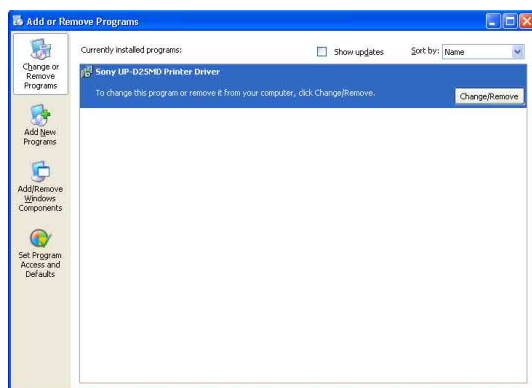 Add or Remove Programs
Change or
Remove
Programs
Currently installed programs:
Show updates
Sort by:
Name
Sony UP-D25MD Printer Driver
To change this program or remove it from your computer, click Change/Remove.
Change/Remove
Add New
Programs
Add/Remove
Windows
Components
Set Program
Access and
Defaults